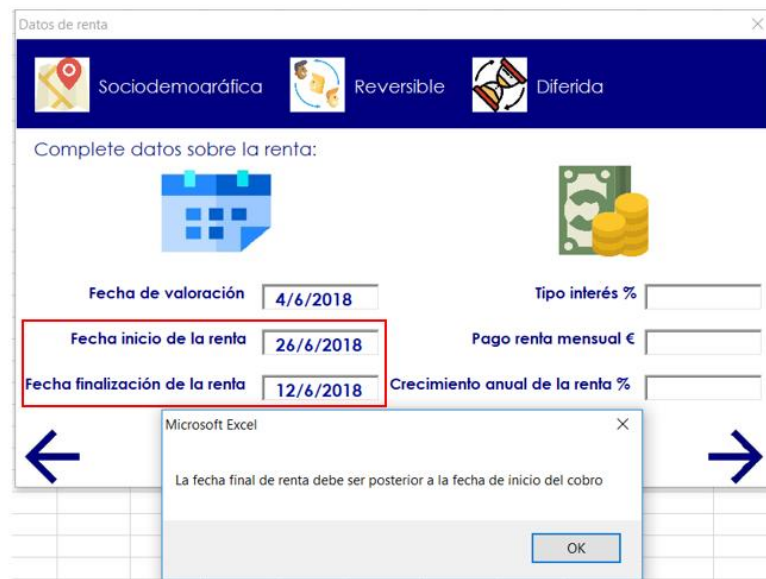 Datos de renta
Sociodemográfica Reversible Diferida
Complete datos sobre la renta:
Fecha de valoración 4/6/2018 Tipo interés %
Fecha inicio de la renta 26/6/2018 Pago renta mensual €
Fecha finalización de la renta 12/6/2018 Crecimiento anual de la renta %
Microsoft Excel
La fecha final de renta debe ser posterior a la fecha de inicio del cobro
OK